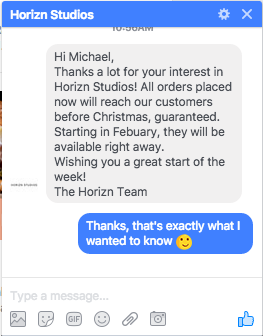 Horizn Studios
10:56AM
Hi Michael,
Thanks a lot for your interest in
Horizn Studios! All orders placed
now will reach our customers
before Christmas, guaranteed.
Starting in Febuary, they will be
available right away.
Wishing you a great start of the
week!
The Horizn Team
HORIZN STUDIOS
Thanks, that's exactly what I
wanted to know 🙂
Type a message...
GIF